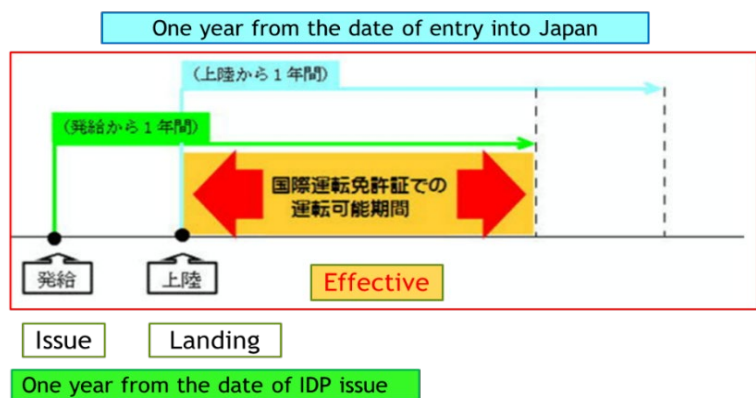 One year from the date of entry into Japan
(上陸から1年間)
(発給から1年間)
国際運転免許証での
運転可能期間
発給
上陸
Effective
Issue
Landing
One year from the date of IDP issue